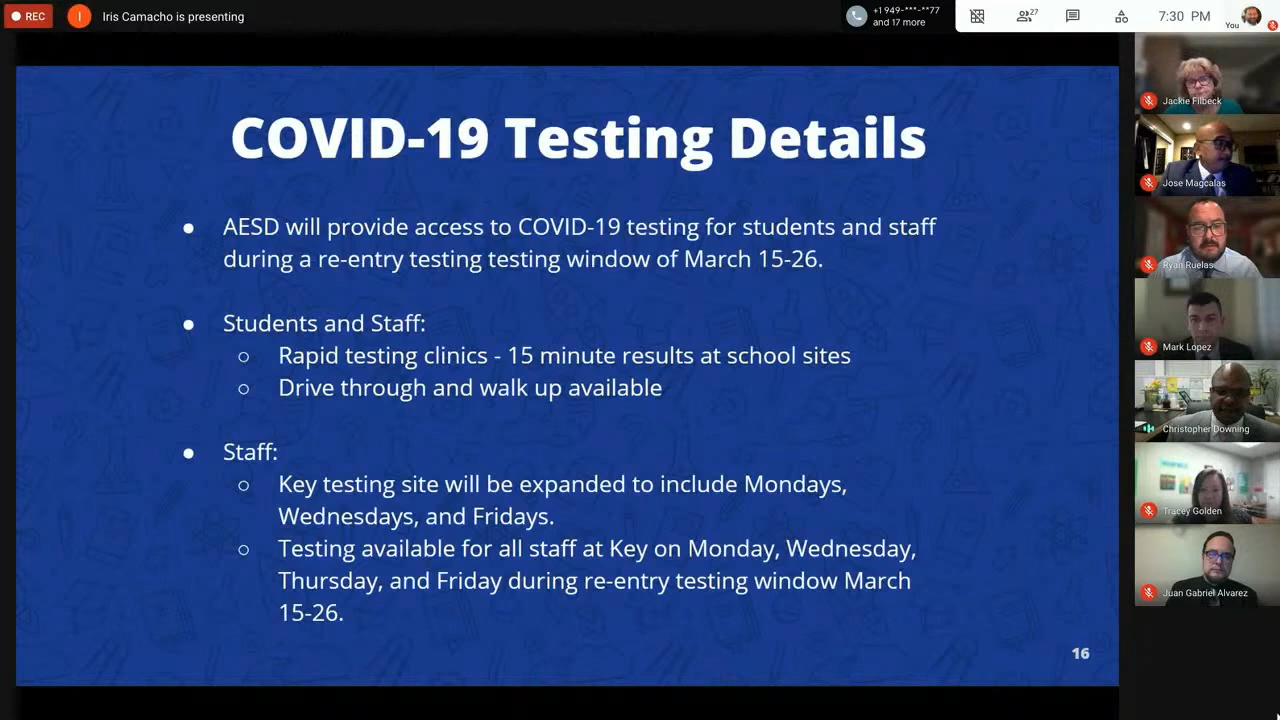 REC
I
Iris Camacho is presenting
+1 949-***-**77
and 17 more
27
7:30 PM
You
COVID-19 Testing Details
● AESD will provide access to COVID-19 testing for students and staff
during a re-entry testing testing window of March 15-26.
● Students and Staff:
○ Rapid testing clinics - 15 minute results at school sites
○ Drive through and walk up available
● Staff:
○ Key testing site will be expanded to include Mondays,
Wednesdays, and Fridays.
○ Testing available for all staff at Key on Monday, Wednesday,
Thursday, and Friday during re-entry testing window March
15-26.
16
Jackie Filbeck
Jose Magcalas
Ryan Ruelas
Mark Lopez
Christopher Downing
Tracey Golden
Juan Gabriel Alvarez